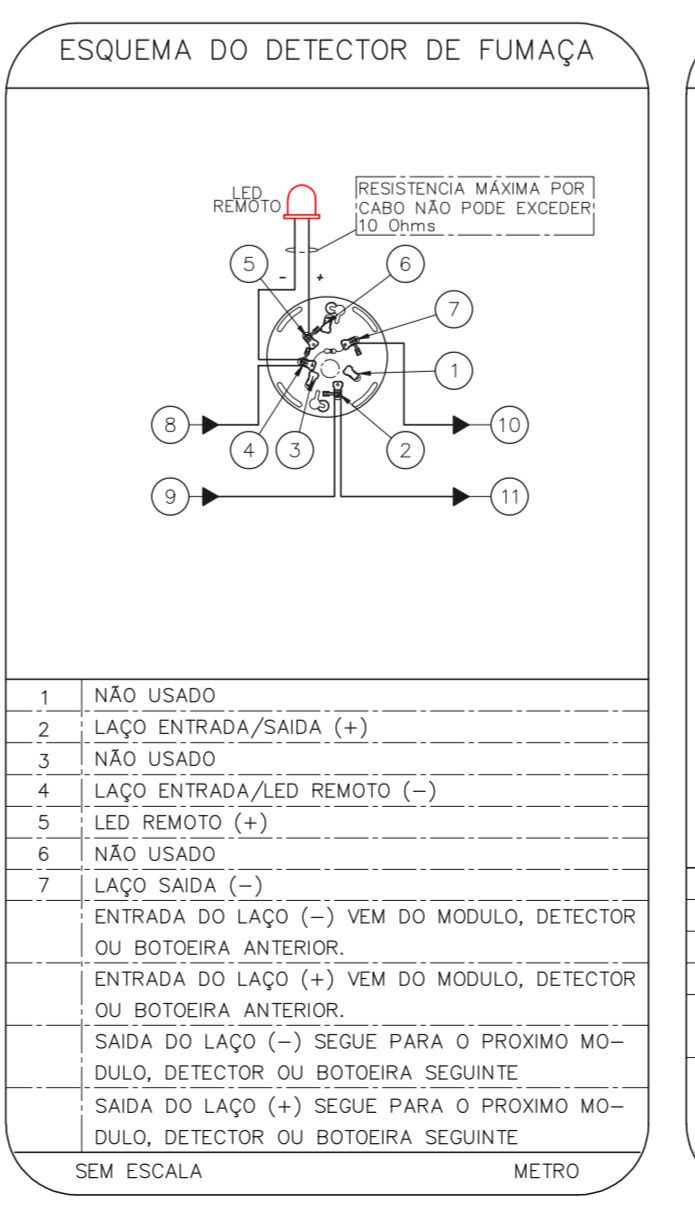 ESQUEMA DO DETECTOR DE FUMAÇA
LED
REMOTO
RESISTENCIA MÁXIMA POR
CABO NÃO PODE EXCEDER
10 Ohms
5
6
- +
7
1
8
10
4
3
2
9
11
1 NÃO USADO
2 LAÇO ENTRADA/SAIDA (+)
3 NÃO USADO
4 LAÇO ENTRADA/LED REMOTO (-)
5 LED REMOTO (+)
6 NÃO USADO
7 LAÇO SAIDA (-)
ENTRADA DO LAÇO (-) VEM DO MODULO, DETECTOR
OU BOTOEIRA ANTERIOR.
ENTRADA DO LAÇO (+) VEM DO MODULO, DETECTOR
OU BOTOEIRA ANTERIOR.
SAIDA DO LAÇO (-) SEGUE PARA O PROXIMO MO-
DULO, DETECTOR OU BOTOEIRA SEGUINTE
SAIDA DO LAÇO (+) SEGUE PARA O PROXIMO MO-
DULO, DETECTOR OU BOTOEIRA SEGUINTE
SEM ESCALA METRO